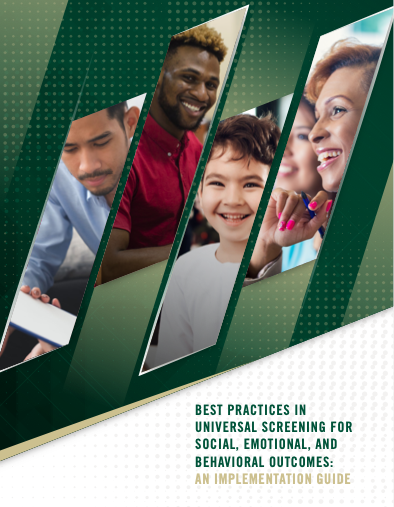 BEST PRACTICES IN
UNIVERSAL SCREENING FOR
SOCIAL, EMOTIONAL, AND
BEHAVIORAL OUTCOMES:
AN IMPLEMENTATION GUIDE